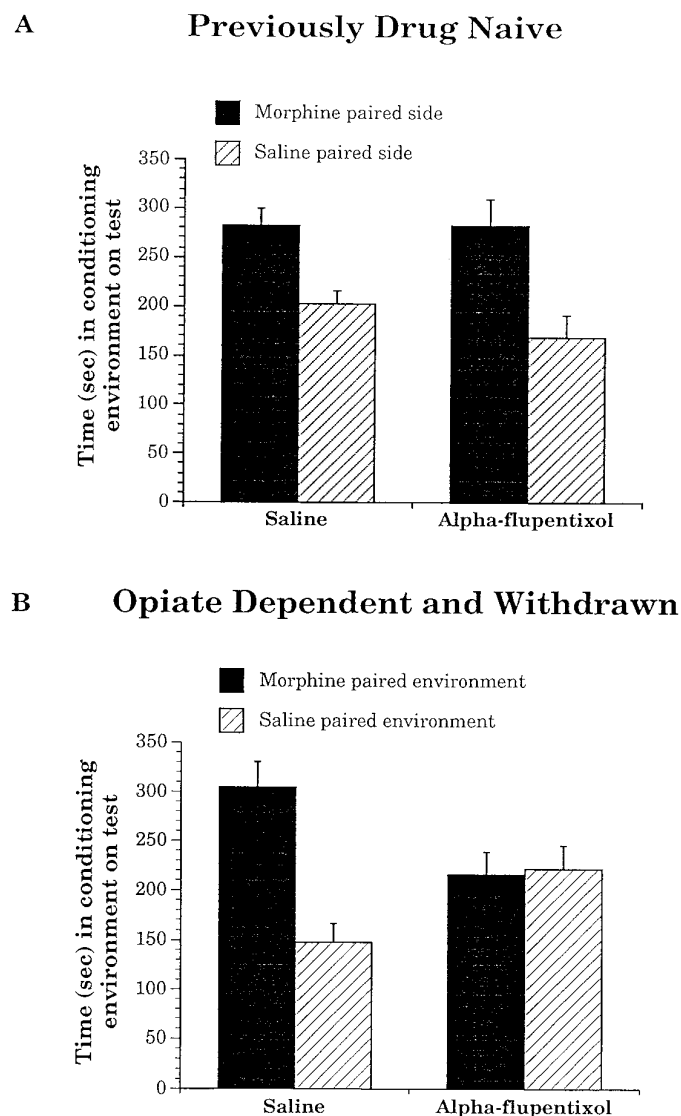 A
Previously Drug Naive
Morphine paired side
Saline paired side
Time (sec) in conditioning
environment on test
350
300
250
200
150
100
50
0
Saline Alpha-flupentixol
B
Opiate Dependent and Withdrawn
Morphine paired environment
Saline paired environment
Time (sec) in conditioning
environment on test
350
300
250
200
150
100
50
0
Saline Alpha-flupentixol